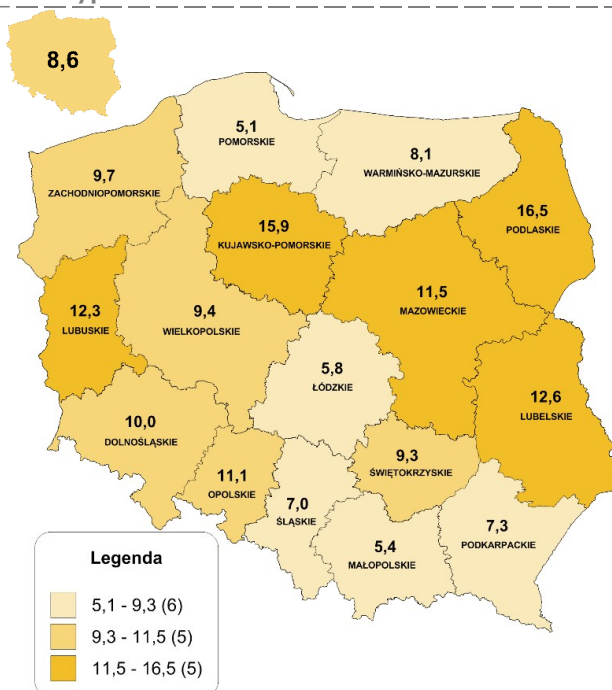 8,6
5,1
POMORSKIE
8,1
WARMIŃSKO-MAZURSKIE
9,7
ZACHODNIOPOMORSKIE
16,5
PODLASKIE
15,9
KUJAWSKO-POMORSKIE
11,5
MAZOWIECKIE
12,3
LUBUSKIE
9,4
WIELKOPOLSKIE
5,8
ŁÓDZKIE
12,6
LUBELSKIE
10,0
DOLNOŚLĄSKIE
9,3
ŚWIĘTOKRZYSKIE
11,1
OPOLSKIE
7,0
ŚLĄSKIE
7,3
PODKARPACKIE
5,4
MAŁOPOLSKIE
Legenda
5,1 - 9,3 (6)
9,3 - 11,5 (5)
11,5 - 16,5 (5)